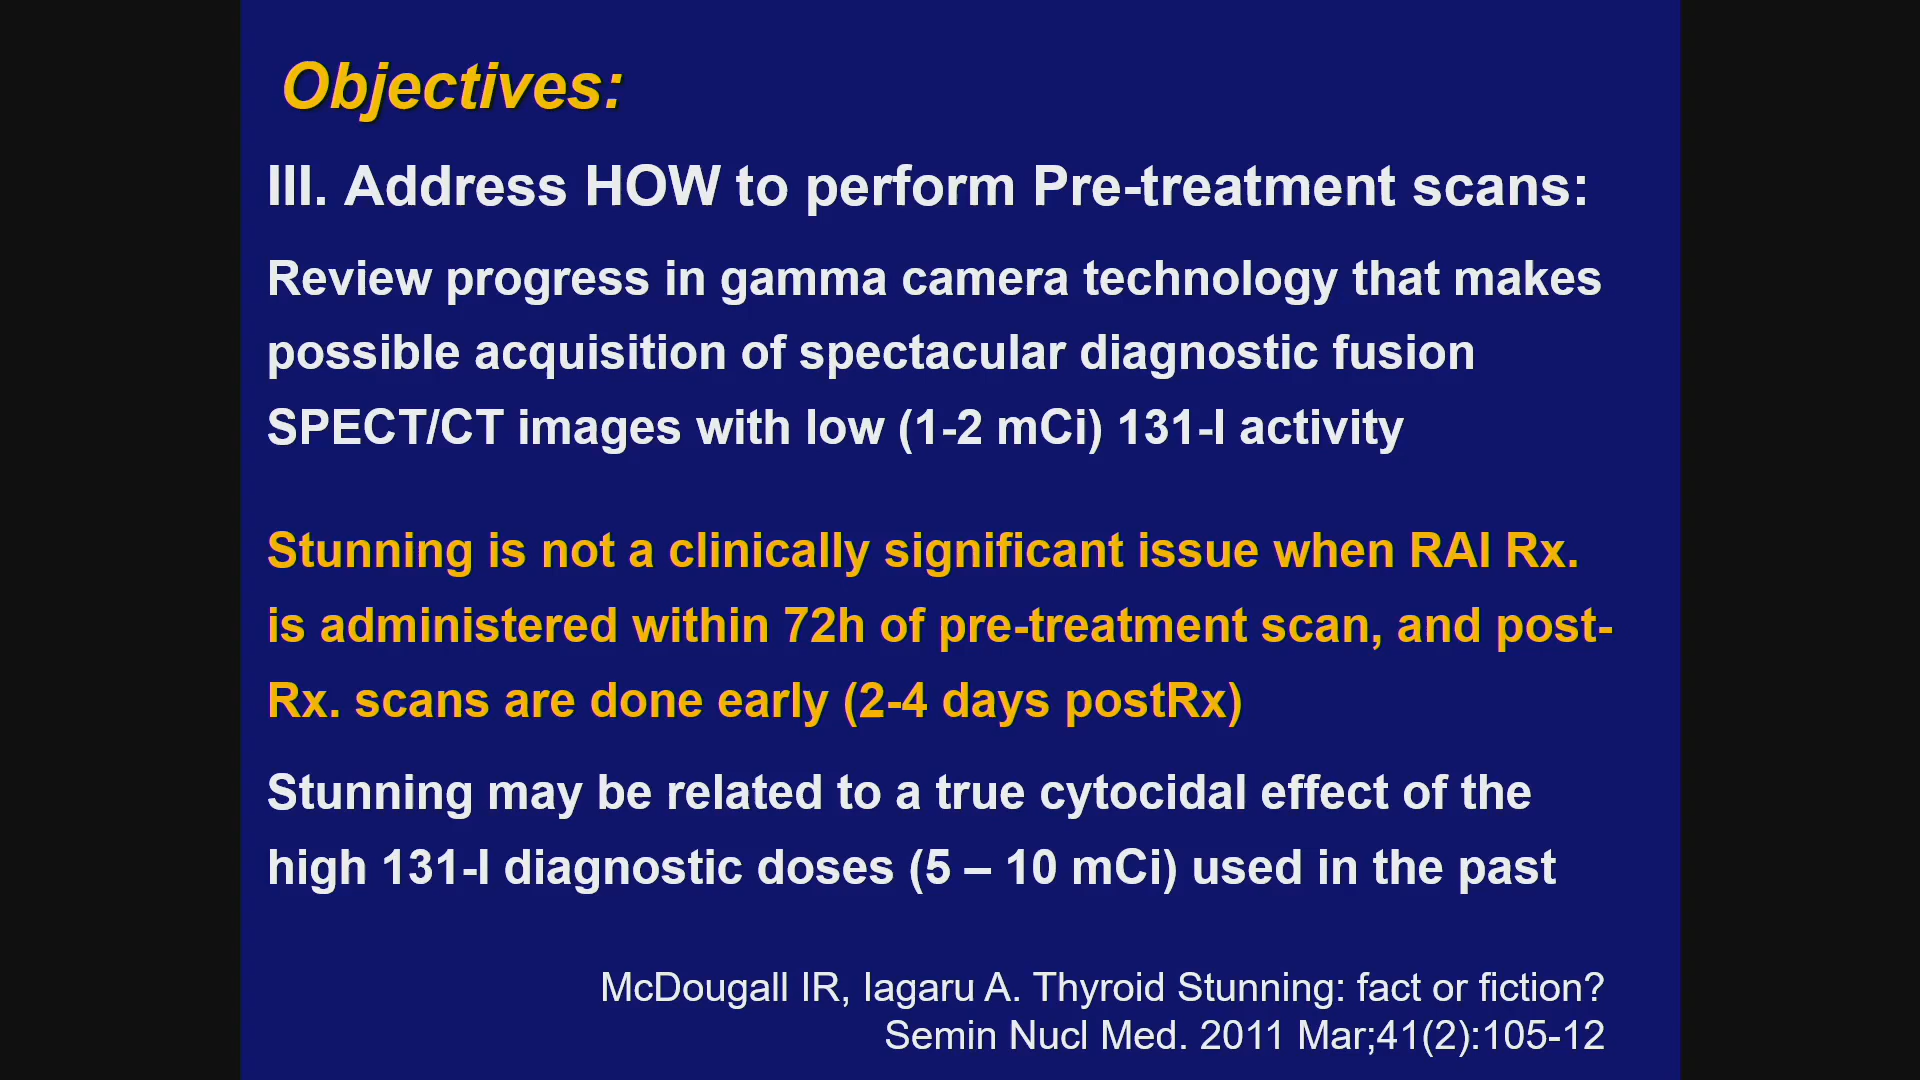 Objectives:
III. Address HOW to perform Pre-treatment scans:
Review progress in gamma camera technology that makes
possible acquisition of spectacular diagnostic fusion
SPECT/CT images with low (1-2 mCi) 131-I activity
Stunning is not a clinically significant issue when RAI Rx.
is administered within 72h of pre-treatment scan, and post-
Rx. scans are done early (2-4 days postRx)
Stunning may be related to a true cytocidal effect of the
high 131-I diagnostic doses (5 – 10 mCi) used in the past
McDougall IR, Iagaru A. Thyroid Stunning: fact or fiction?
Semin Nucl Med. 2011 Mar;41(2):105-12